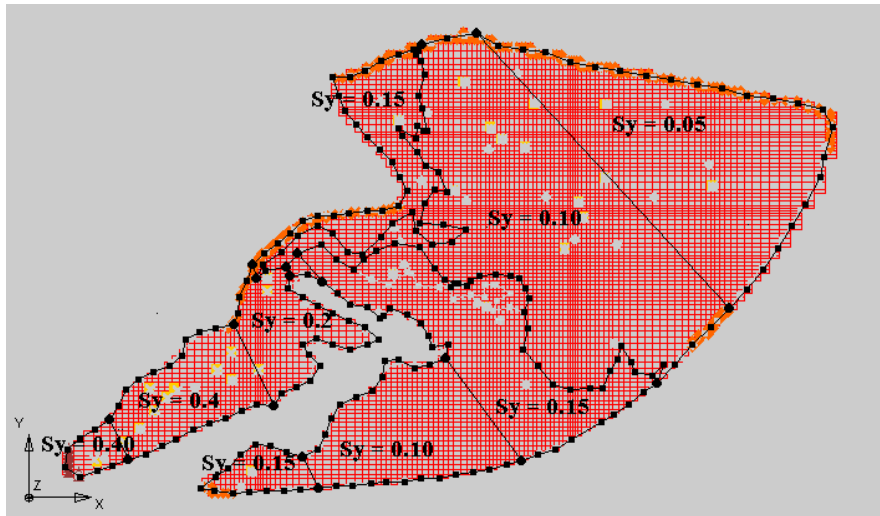 Sy = 0.15
Sy = 0.05
Sy = 0.10
Sy = 0.2
Sy = 0.4
Sy = 0.15
Sy = 0.40
Sy = 0.10
Sy = 0.15
Y
Z
X